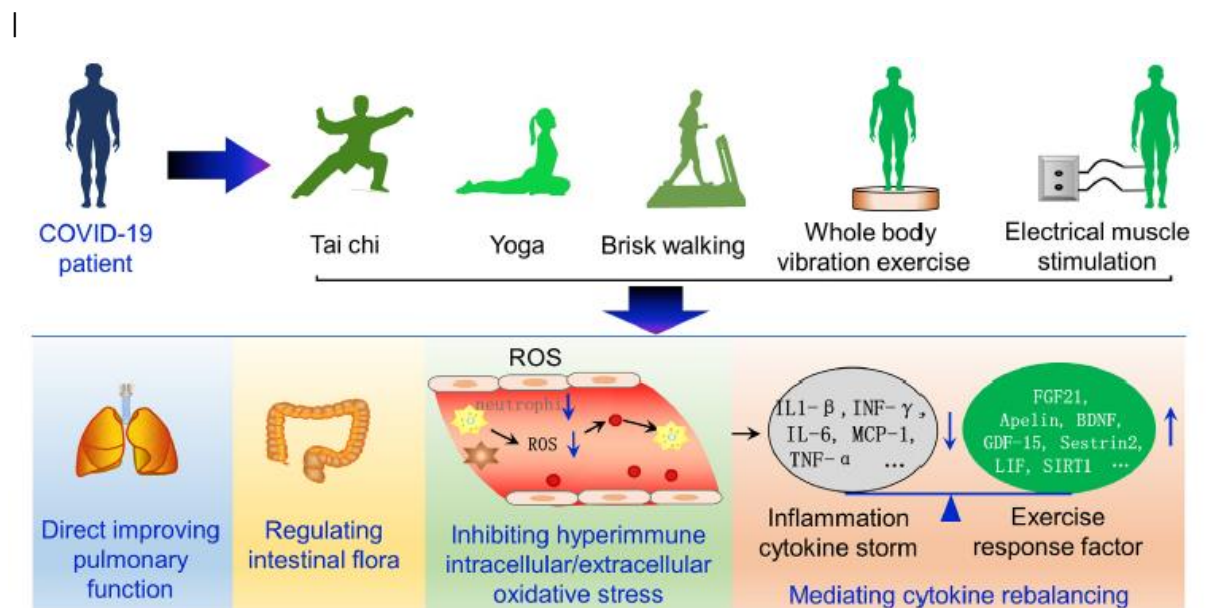 COVID-19
patient
Tai chi
Yoga
Brisk walking
Whole body
vibration exercise
Electrical muscle
stimulation
ROS
neutrophi
ROS
IL1-β, INF-γ,
IL-6, MCP-1,
TNF-α ...
FGF21,
Apelin, BDNF,
GDF-15, Sestrin2,
LIF, SIRT1 ...
Direct improving
pulmonary
function
Regulating
intestinal flora
Inhibiting hyperimmune
intracellular/extracellular
oxidative stress
Inflammation
cytokine storm
Exercise
response factor
Mediating cytokine rebalancing